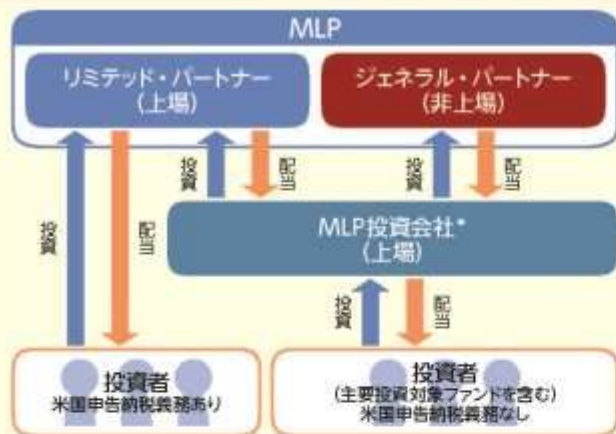 MLP
リミテッド・パートナー
(上場)
ジェネラル・パートナー
(非上場)
投資
配当
投資
配当
投資
配当
MLP投資会社*
(上場)
投資
配当
投資者
米国申告納税義務あり
投資者
(主要投資対象ファンドを含む)
米国申告納税義務なし